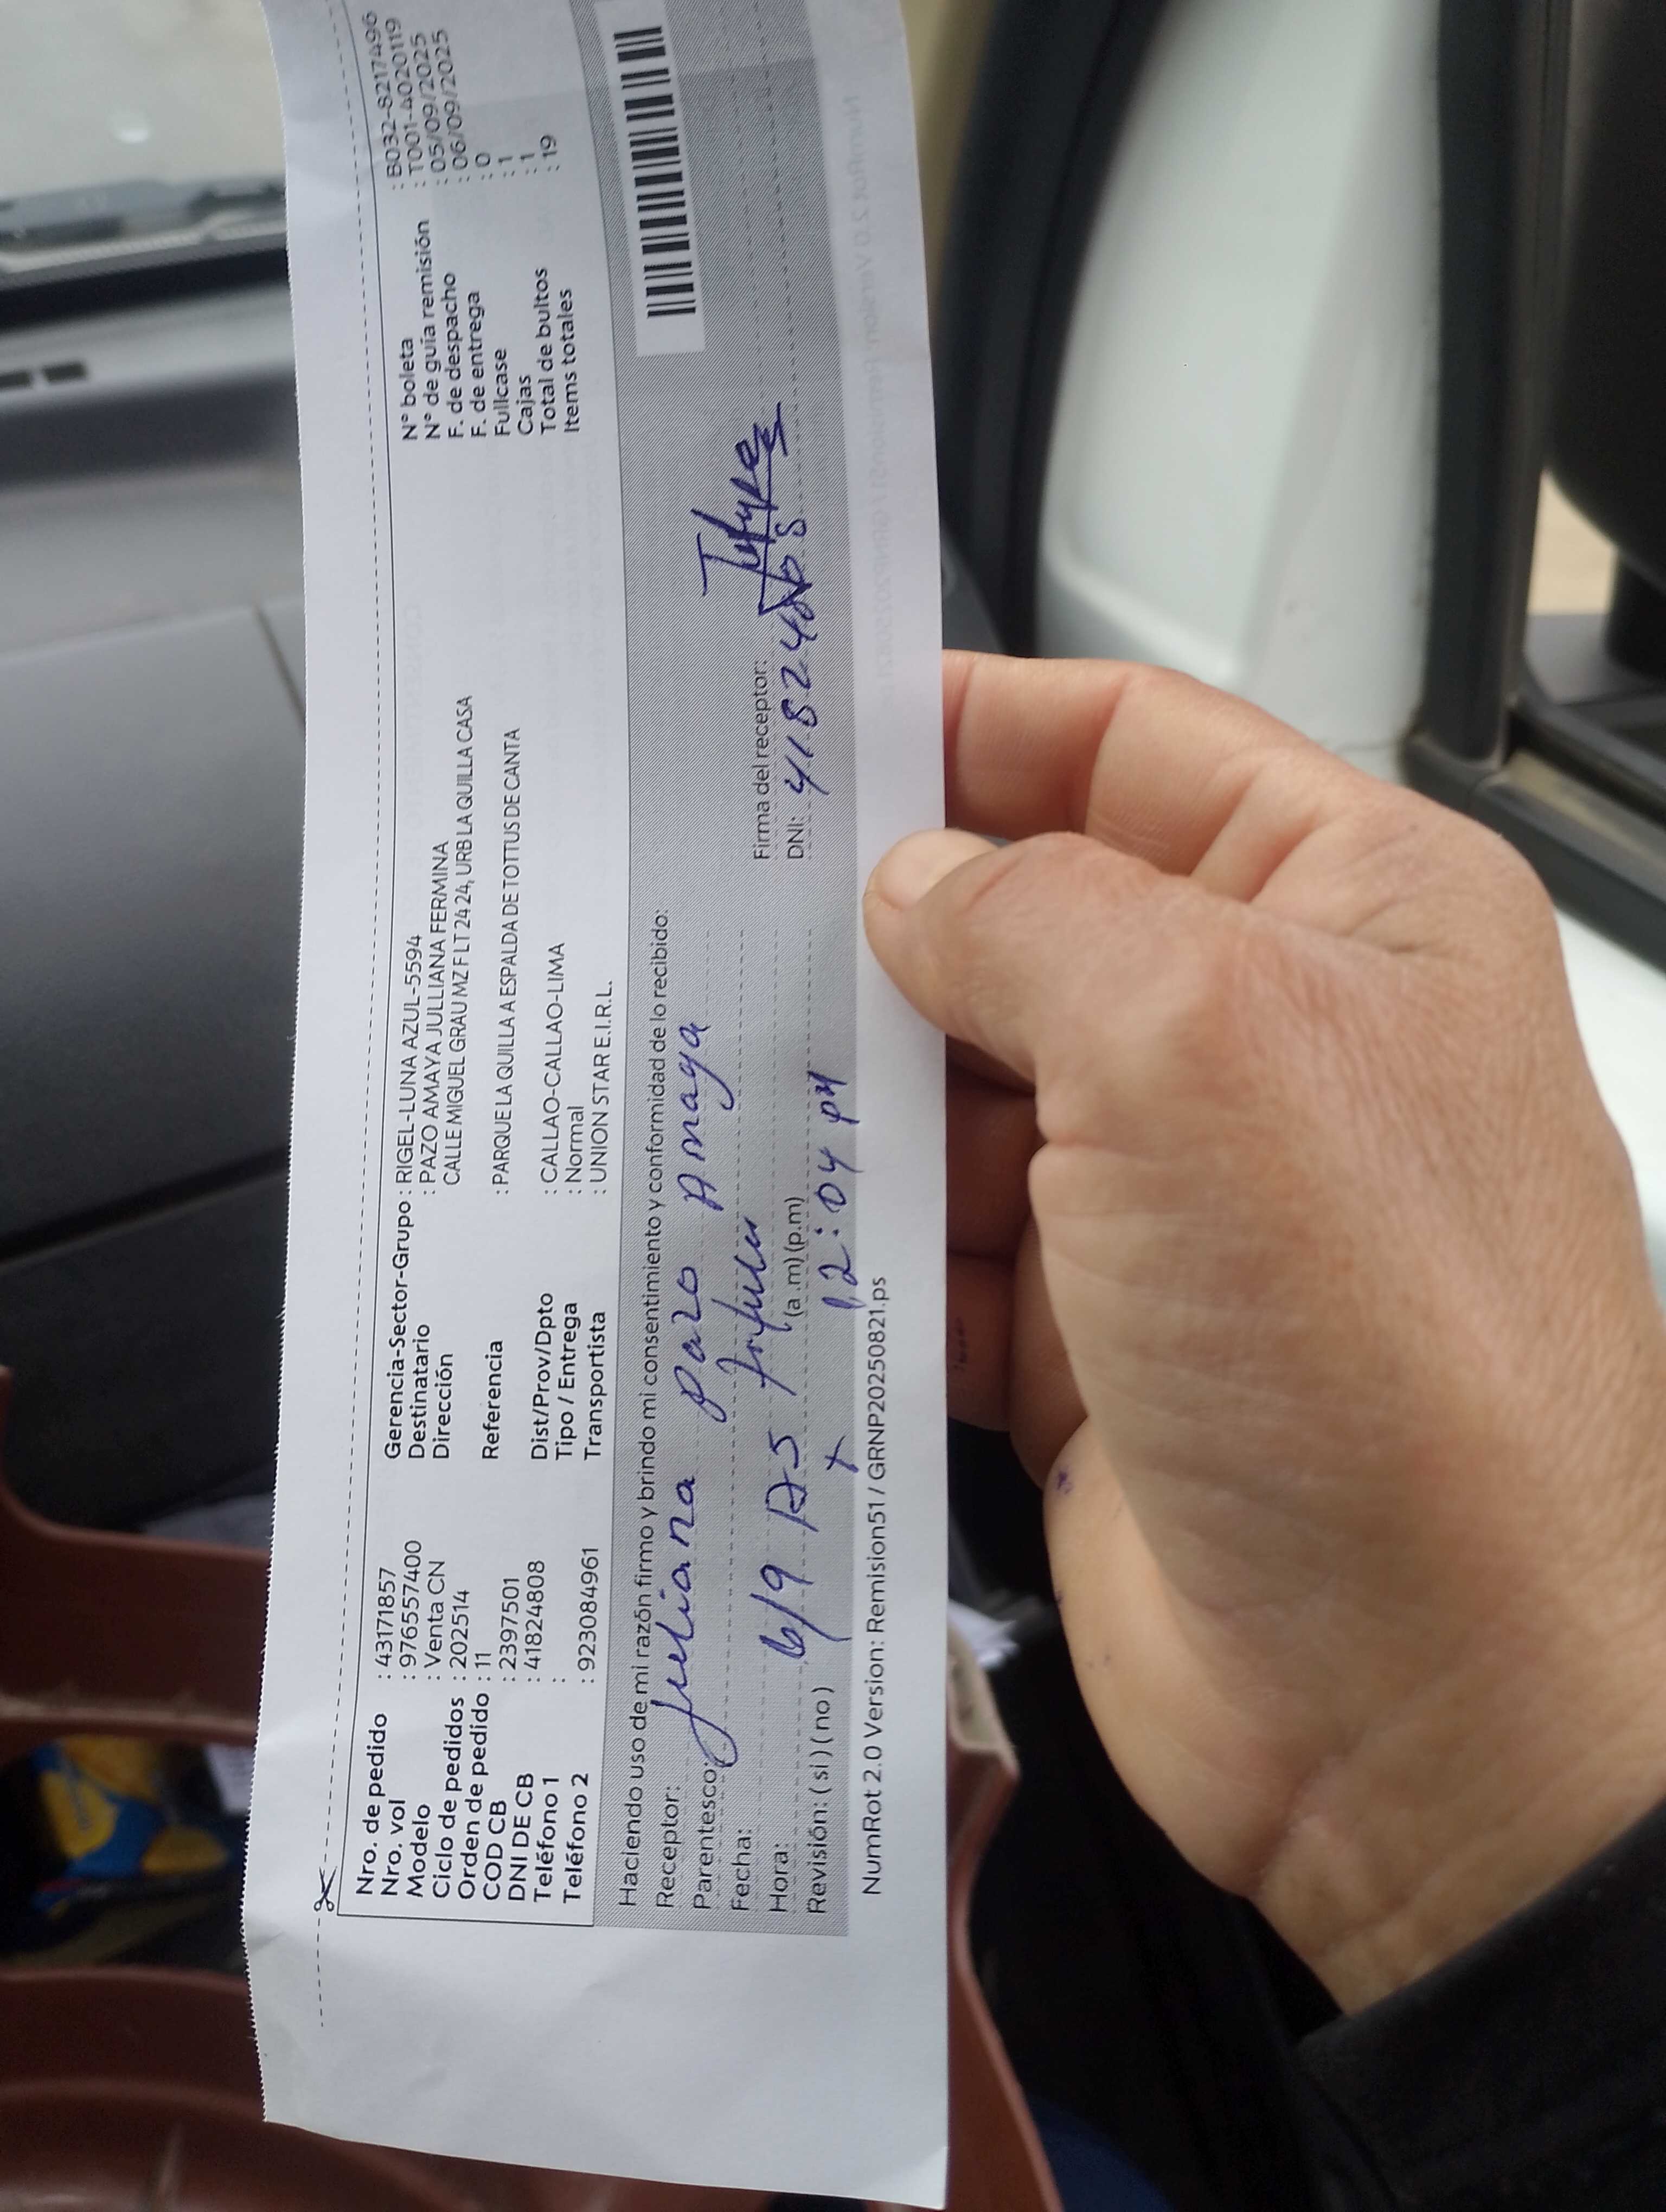 Nro. de pedido : 43171857
Nro. vol : 976557400
Modelo : Venta CN
Ciclo de pedidos : 202514
Orden de pedido : 11
COD CB : 2397501
DNI DE CB : 41824808
Teléfono 1 :
Teléfono 2 : 923084961
Gerencia-Sector-Grupo : RIGEL-LUNA AZUL-5594
Destinatario : PAZO AMAYA JULLIANA FERMINA
Dirección CALLE MIGUEL GRAU MZ F LT 24 24, URB LA QUILLA CASA
Referencia : PARQUE LA QUILLA A ESPALDA DE TOTTUS DE CANTA
Dist/Prov/Dpto : CALLAO-CALLAO-LIMA
Tipo / Entrega : Normal
Transportista : UNION STAR E.I.R.L.
N° boleta : B032-8217496
N° de guía remisión : T001-4020119
F. de despacho : 05/09/2025
F. de entrega : 06/09/2025
Fullcase : 0
Cajas : 1
Total de bultos : 1
Items totales : 19
Haciendo uso de mi razón firmo y brindo mi consentimiento y conformidad de lo recibido:
Receptor: Juliana Pazo Amaya
Parentesco:
Fecha: 6/9
Hora: (a.m)(p.m) 12:04 pm
Revisión: ( si ) ( no )
Firma del receptor:
DNI: 41824808
NumRot 2.0 Version: Remision51 / GRNP20250821.ps